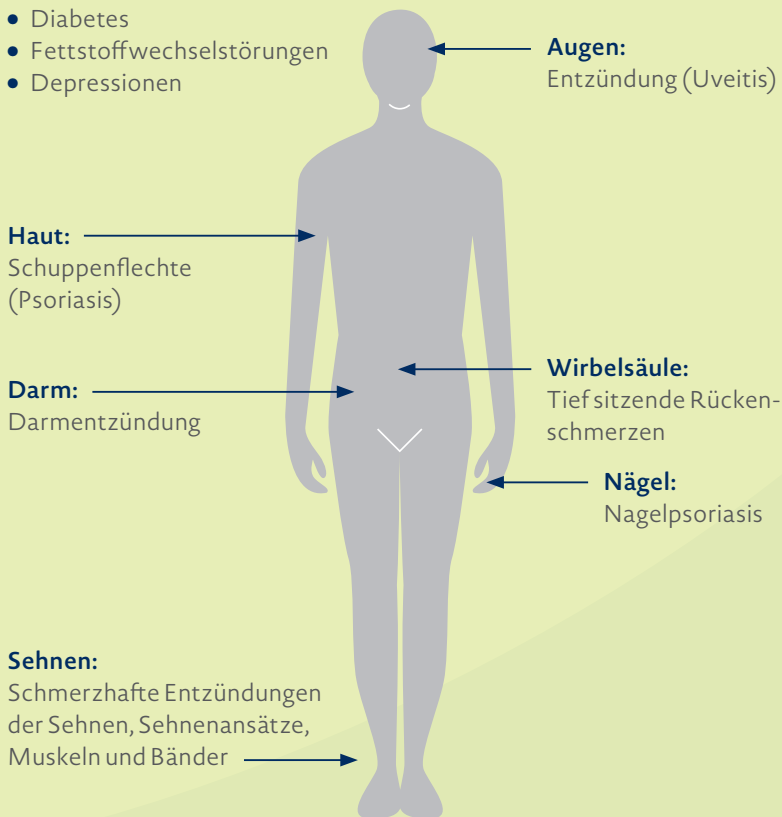 • Diabetes
• Fettstoffwechselstörungen
• Depressionen
Augen:
Entzündung (Uveitis)
Haut:
Schuppenflechte
(Psoriasis)
Darm:
Darmentzündung
Wirbelsäule:
Tief sitzende Rücken-
schmerzen
Nägel:
Nagelpsoriasis
Sehnen:
Schmerzhafte Entzündungen
der Sehnen, Sehnenansätze,
Muskeln und Bänder